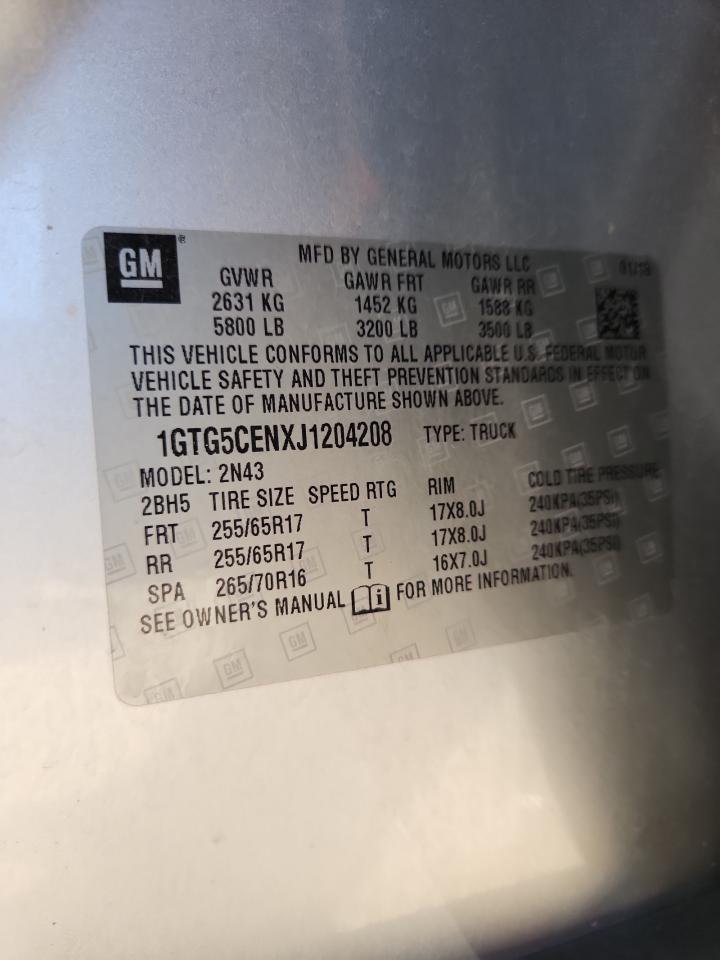 GM
MFD BY GENERAL MOTORS LLC
GVWR GAWR FRT GAWR RR
2631 KG 1452 KG 1588 KG
5800 LB 3200 LB 3500 LB
THIS VEHICLE CONFORMS TO ALL APPLICABLE U.S. FEDERAL MOTOR
VEHICLE SAFETY AND THEFT PREVENTION STANDARDS IN EFFECT ON
THE DATE OF MANUFACTURE SHOWN ABOVE.
1GTG5CENXJ1204208 TYPE: TRUCK
MODEL: 2N43
2BH5 TIRE SIZE SPEED RTG RIM COLD TIRE PRESSURE
FRT 255/65R17 T 17X8.0J 240KPA(35PSI)
RR 255/65R17 T 17X8.0J 240KPA(35PSI)
SPA 265/70R16 T 16X7.0J 240KPA(35PSI)
SEE OWNER'S MANUAL FOR MORE INFORMATION.